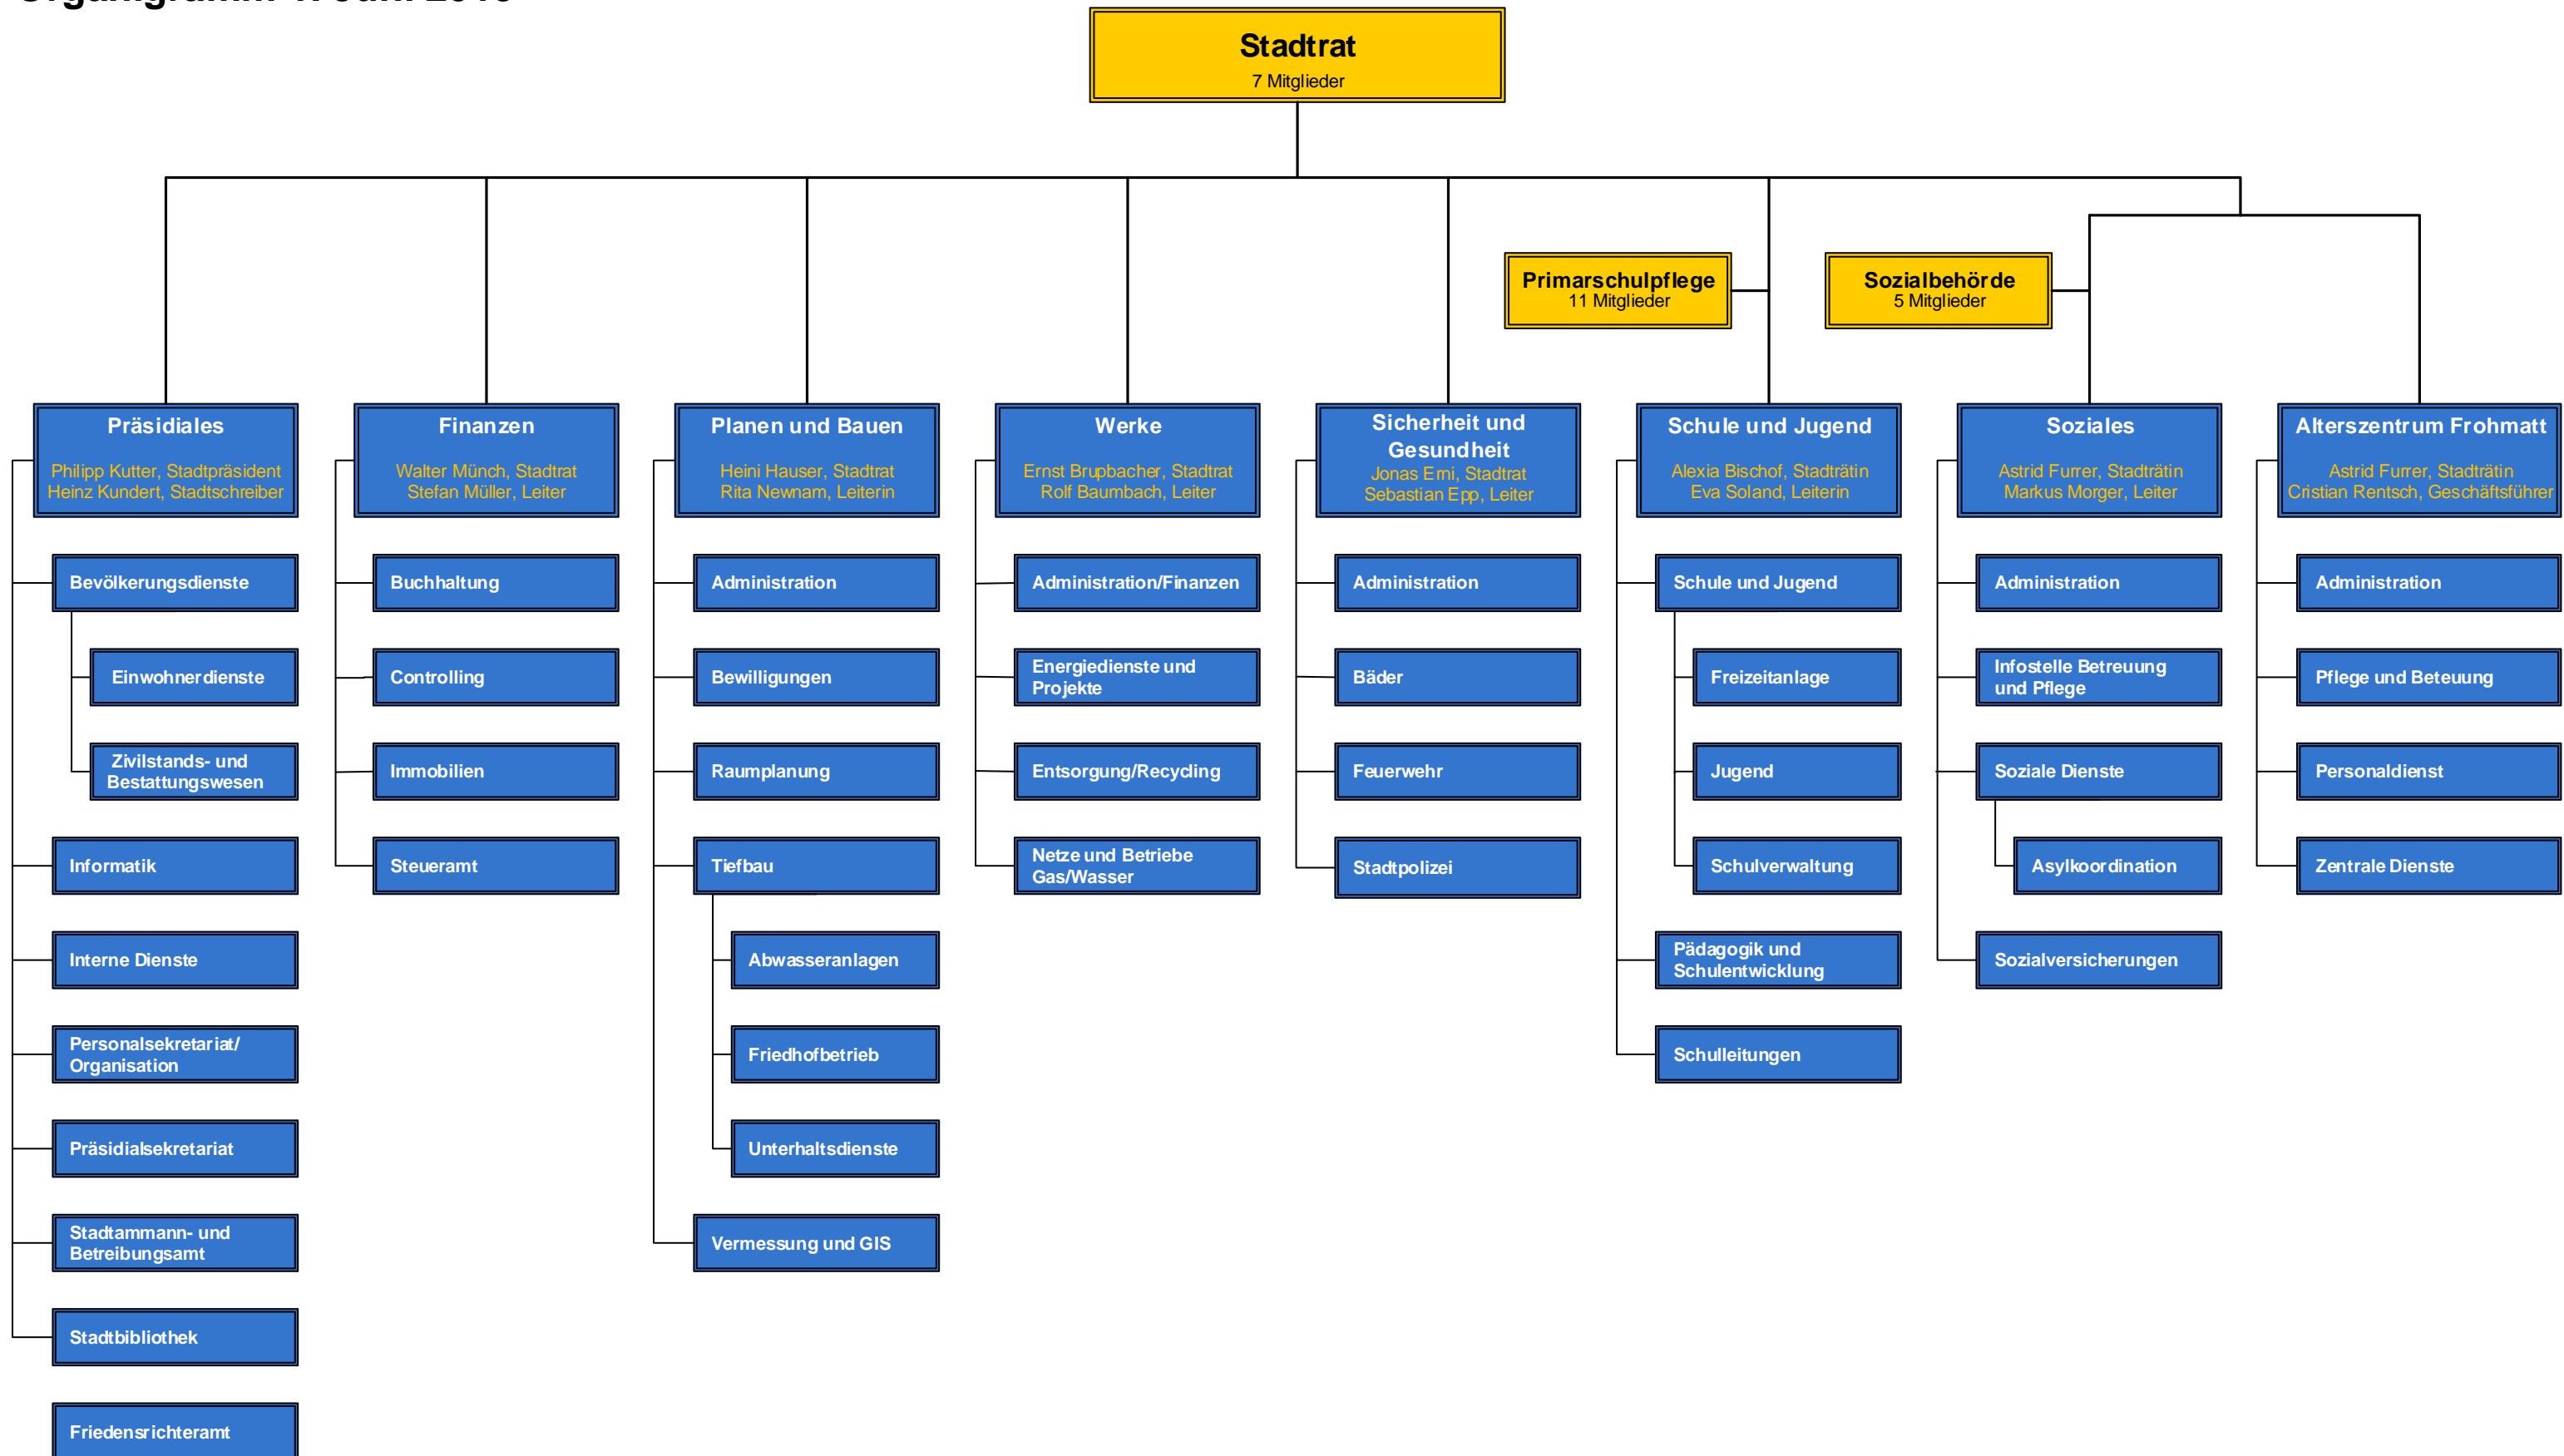 Stadtrat
7 Mitglieder
Primarschulpflege
11 Mitglieder
Sozialbehörde
5 Mitglieder
Präsidiales
Philipp Kutter, Stadtpräsident
Heinz Kundert, Stadtschreiber
Bevölkerungsdienste
Einwohnerdienste
Zivilstands- und
Bestattungswesen
Informatik
Interne Dienste
Personalsekretariat/
Organisation
Präsidialsekretariat
Stadtammann- und
Betreibungsamt
Stadtbibliothek
Friedensrichteramt
Finanzen
Walter Münch, Stadtrat
Stefan Müller, Leiter
Buchhaltung
Controlling
Immobilien
Steueramt
Planen und Bauen
Heini Hauser, Stadtrat
Rita Newnam, Leiterin
Administration
Bewilligungen
Raumplanung
Tiefbau
Abwasseranlagen
Friedhofbetrieb
Unterhaltsdienste
Vermessung und GIS
Werke
Ernst Brupbacher, Stadtrat
Rolf Baumbach, Leiter
Administration/Finanzen
Energiedienste und
Projekte
Entsorgung/Recycling
Netze und Betriebe
Gas/Wasser
Sicherheit und
Gesundheit
Jonas Erni, Stadtrat
Sebastian Epp, Leiter
Administration
Bäder
Feuerwehr
Stadtpolizei
Schule und Jugend
Alexia Bischof, Stadträtin
Eva Soland, Leiterin
Schule und Jugend
Freizeitanlage
Jugend
Schulverwaltung
Pädagogik und
Schulentwicklung
Schulleitungen
Soziales
Astrid Furrer, Stadträtin
Markus Morger, Leiter
Administration
Infostelle Betreuung
und Pflege
Soziale Dienste
Asylkoordination
Sozialversicherungen
Alterszentrum Frohmatt
Astrid Furrer, Stadträtin
Cristian Rentsch, Geschäftsführer
Administration
Pflege und Beteuung
Personaldienst
Zentrale Dienste